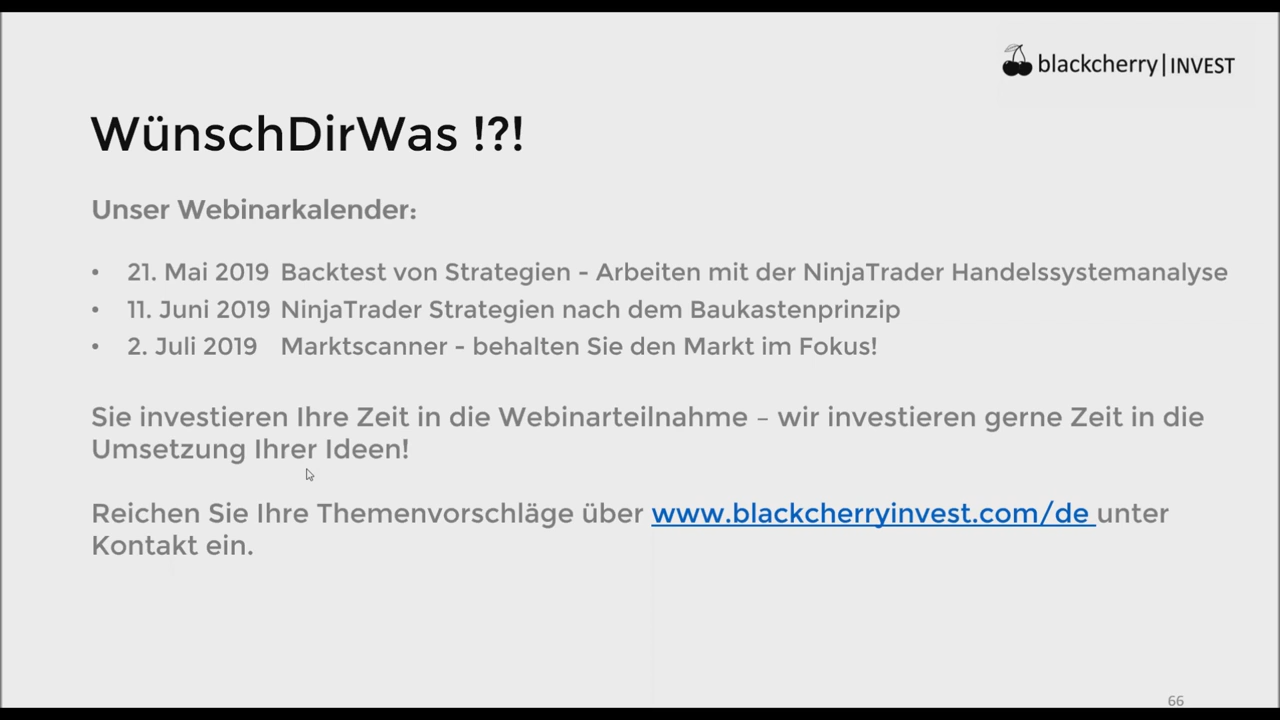 blackcherry|INVEST
WünschDirWas !?!
Unser Webinarkalender:
• 21. Mai 2019 Backtest von Strategien - Arbeiten mit der NinjaTrader Handelssystemanalyse
• 11. Juni 2019 NinjaTrader Strategien nach dem Baukastenprinzip
• 2. Juli 2019 Marktscanner - behalten Sie den Markt im Fokus!
Sie investieren Ihre Zeit in die Webinarteilnahme – wir investieren gerne Zeit in die
Umsetzung Ihrer Ideen!
Reichen Sie Ihre Themenvorschläge über www.blackcherryinvest.com/de unter
Kontakt ein.
66